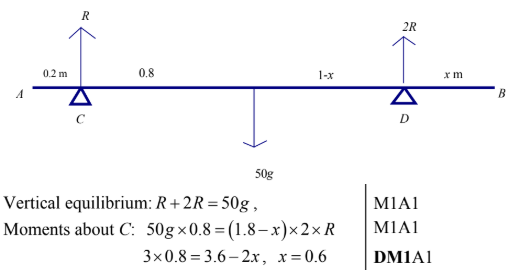 R
2R
0.2 m 0.8 1-x x m
A B
C D
50g
Vertical equilibrium: R + 2R = 50g , M1A1
Moments about C: 50g × 0.8 = (1.8 − x) × 2 × R M1A1
3 × 0.8 = 3.6 − 2x , x = 0.6 DM1A1